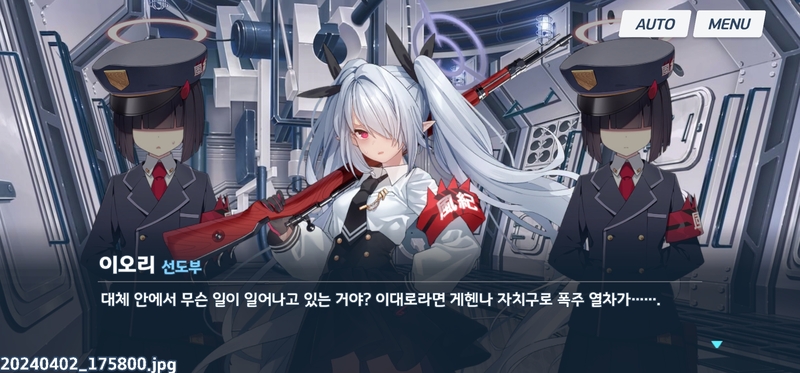 AUTO
MENU
風紀
이오리 선도부
대체 안에서 무슨 일이 일어나고 있는 거야? 이대로라면 게헨나 자치구로 폭주 열차가…….
20240402_175800.jpg